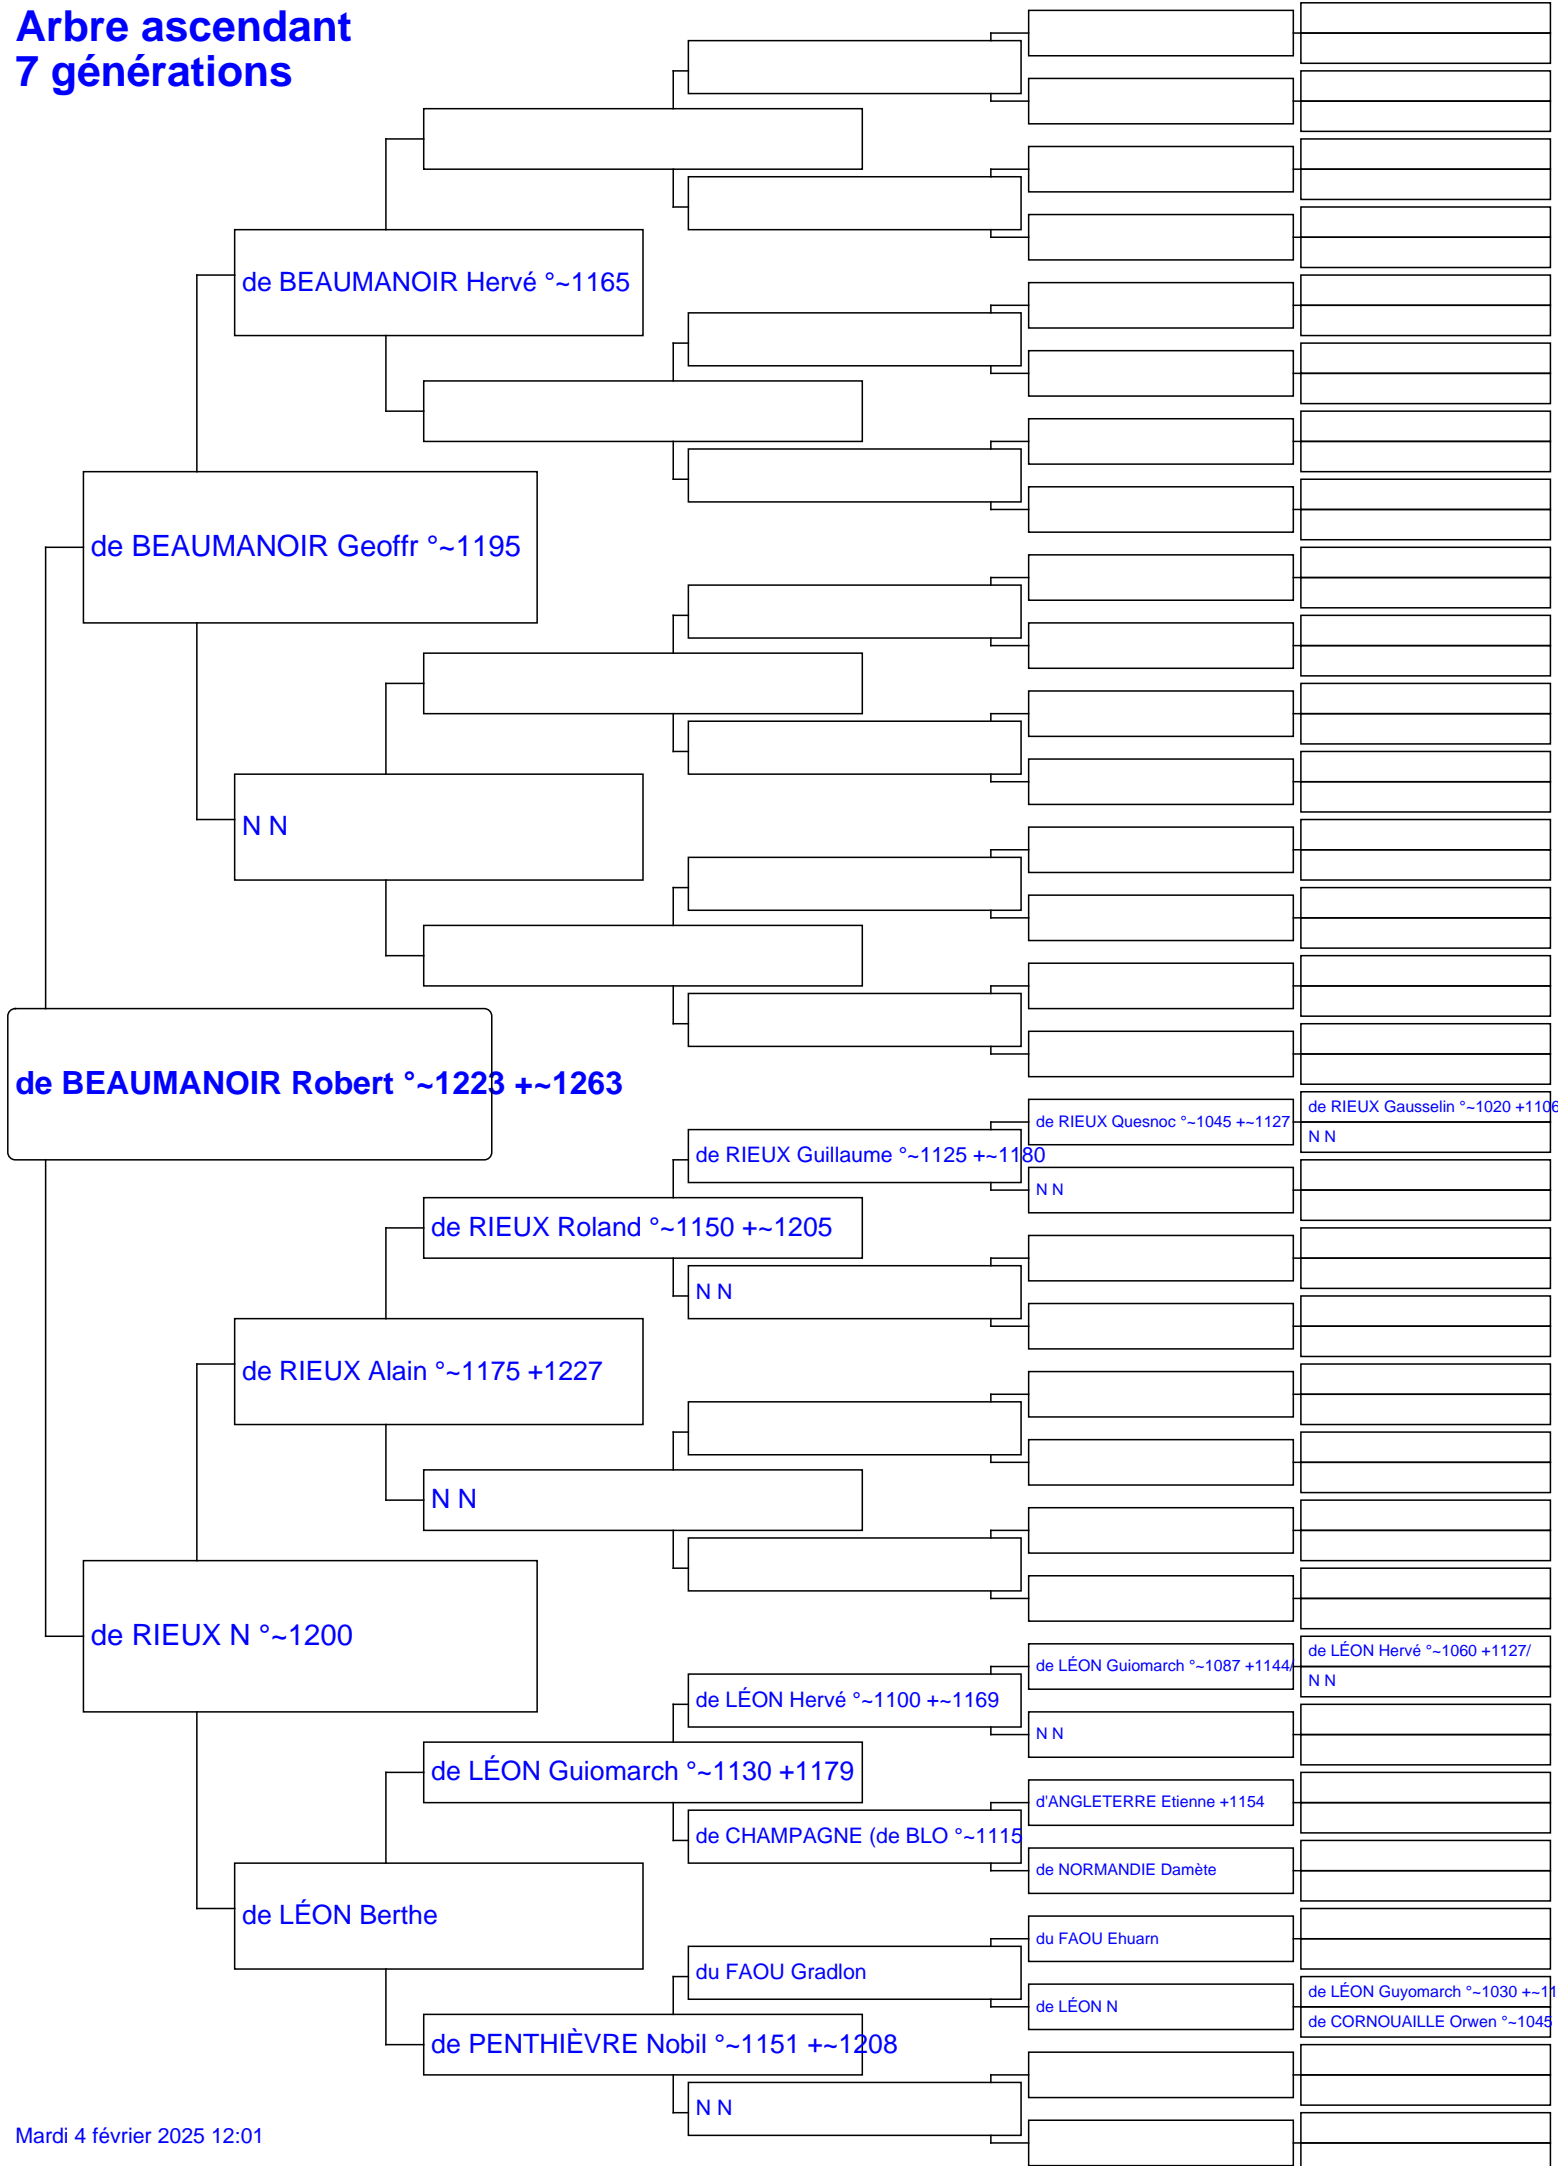 Arbre ascendant
7 générations
de BEAUMANOIR Hervé °~1165
de BEAUMANOIR Geoffr °~1195
N N
de BEAUMANOIR Robert °~1223 +~1263
de RIEUX Gausselin °~1020 +1106
de RIEUX Quesnoc °~1045 +~1127
N N
de RIEUX Guillaume °~1125 +~1180
N N
de RIEUX Roland °~1150 +~1205
N N
de RIEUX Alain °~1175 +1227
N N
de RIEUX N °~1200
de LÉON Hervé °~1060 +1127/
de LÉON Guiomarch °~1087 +1144/
N N
de LÉON Hervé °~1100 +~1169
N N
de LÉON Guiomarch °~1130 +1179
d'ANGLETERRE Etienne +1154
de CHAMPAGNE (de BLO °~1115
de NORMANDIE Damète
de LÉON Berthe
du FAOU Ehuarn
du FAOU Gradlon
de LÉON Guyomarch °~1030 +~11
de LÉON N
de CORNOUAILLE Orwen °~1045
de PENTHIÈVRE Nobil °~1151 +~1208
N N
Mardi 4 février 2025 12:01